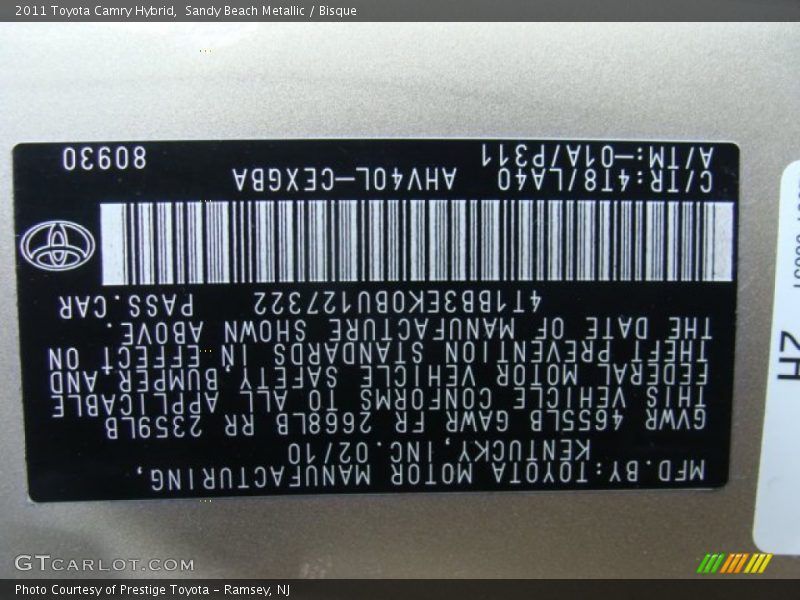 2011 Toyota Camry Hybrid,  Sandy Beach Metallic / Bisque
MFD.BY:TOYOTA MOTOR MANUFACTURING,
KENTUCKY,INC.02/10
GVWR 4655LB GAWR FR 2668LB RR 2359LB
THIS VEHICLE CONFORMS TO ALL APPLICABLE
FEDERAL MOTOR VEHICLE SAFETY,BUMPER,AND
THEFT PREVENTION STANDARDS IN EFFECT ON
THE DATE OF MANUFACTURE SHOWN ABOVE.
4T1BB3EK0BU127322 PASS.CAR
C/TR:4T8/LA40 AHV40L-CEXGBA
A/TM:-01A/P311 80930
2H
GTCARLOT.COM
Photo Courtesy of Prestige Toyota - Ramsey, NJ